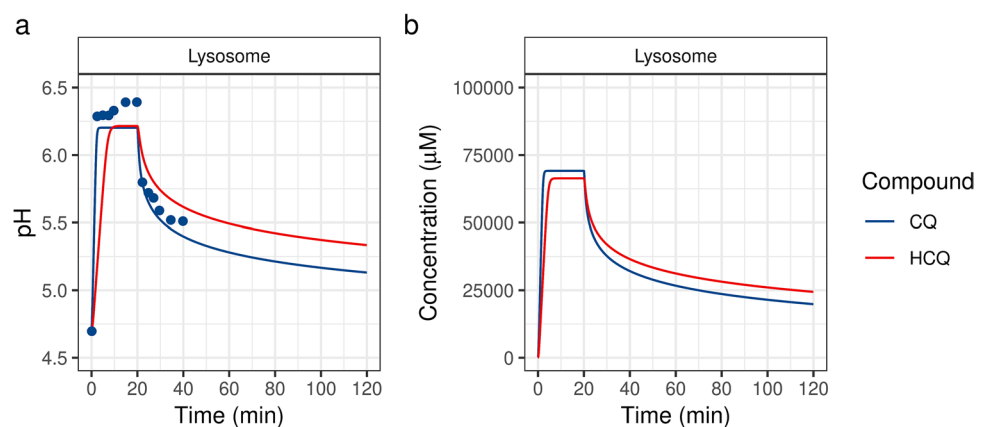 a
Lysosome
pH
6.5
6.0
5.5
5.0
4.5
0 20 40 60 80 100 120
Time (min)
b
Lysosome
Concentration (μM)
100000
75000
50000
25000
0
0 20 40 60 80 100 120
Time (min)
Compound
CQ
HCQ